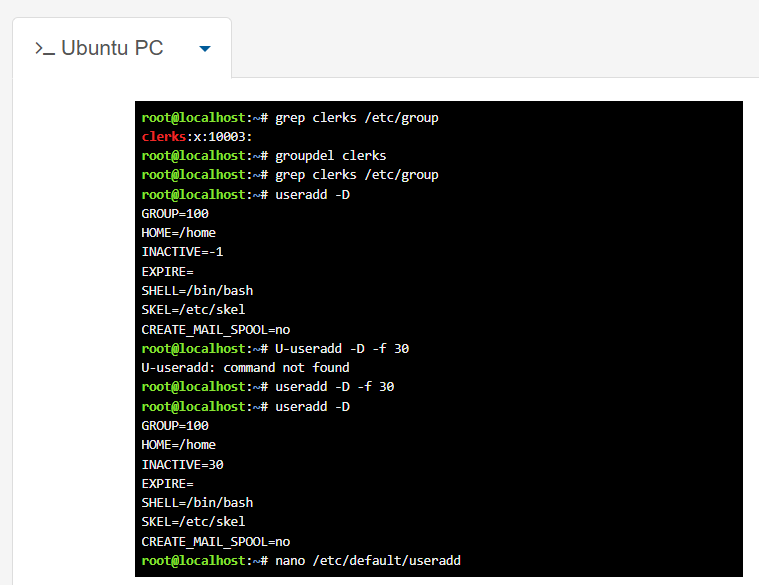 >_ Ubuntu PC
root@localhost:~# grep clerks /etc/group
clerks:x:10003:
root@localhost:~# groupdel clerks
root@localhost:~# grep clerks /etc/group
root@localhost:~# useradd -D
GROUP=100
HOME=/home
INACTIVE=-1
EXPIRE=
SHELL=/bin/bash
SKEL=/etc/skel
CREATE_MAIL_SPOOL=no
root@localhost:~# U-useradd -D -f 30
U-useradd: command not found
root@localhost:~# useradd -D -f 30
root@localhost:~# useradd -D
GROUP=100
HOME=/home
INACTIVE=30
EXPIRE=
SHELL=/bin/bash
SKEL=/etc/skel
CREATE_MAIL_SPOOL=no
root@localhost:~# nano /etc/default/useradd